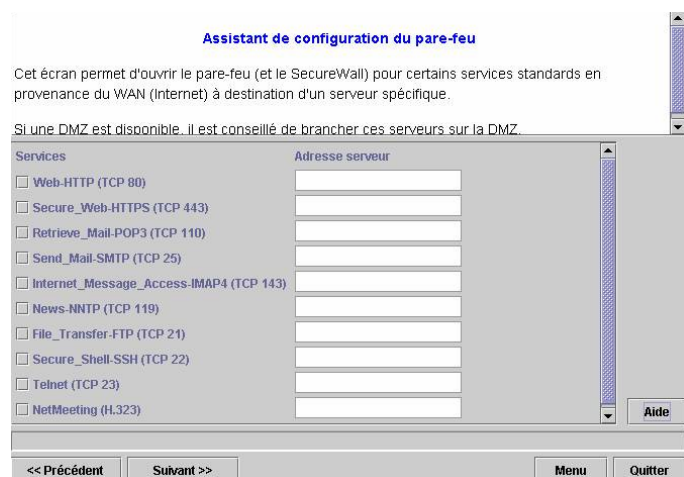 Assistant de configuration du pare-feu
Cet écran permet d'ouvrir le pare-feu (et le SecureWall) pour certains services standards en
provenance du WAN (Internet) à destination d'un serveur spécifique.
Si une DMZ est disponible, il est conseillé de brancher ces serveurs sur la DMZ.
Services Adresse serveur
Web-HTTP (TCP 80)
Secure_Web-HTTPS (TCP 443)
Retrieve_Mail-POP3 (TCP 110)
Send_Mail-SMTP (TCP 25)
Internet_Message_Access-IMAP4 (TCP 143)
News-NNTP (TCP 119)
File_Transfer-FTP (TCP 21)
Secure_Shell-SSH (TCP 22)
Telnet (TCP 23)
NetMeeting (H.323)
Aide
<< Précédent Suivant >> Menu Quitter